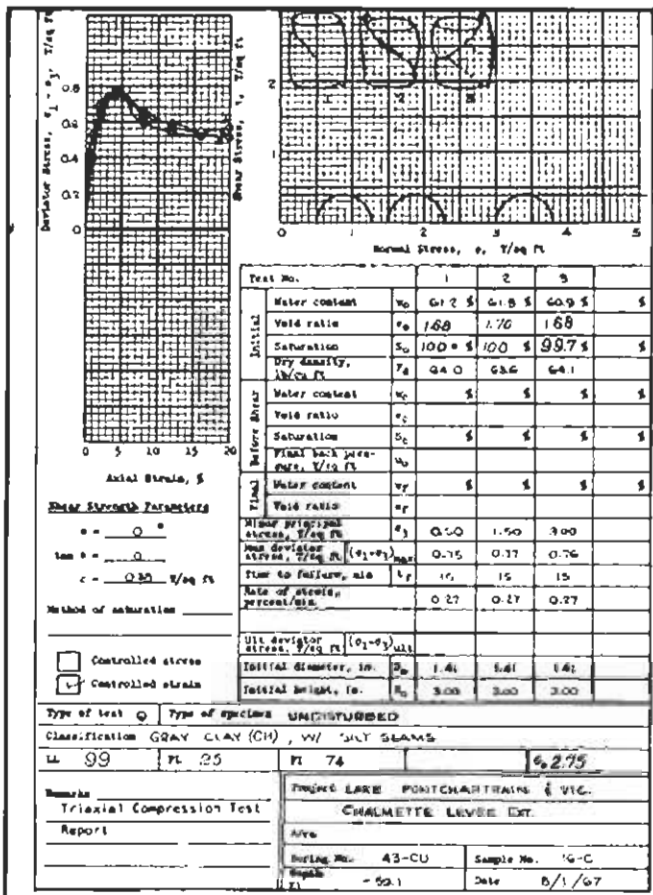 Deviator Stress, σ1 - σ3, T/sq ft
0.8
0.6
0.4
0.2
0
0 5 10 15 20
Axial Strain, %
Shear Stress, τ, T/sq ft
2
1
0 1 2 3 4 5
Normal Stress, σ, T/sq ft
1 2 3
Test No. 1 2 3
Initial
Water content w₀ 61.2 % 61.8 % 60.9 % %
Void ratio e₀ 1.68 1.70 1.68
Saturation S₀ 100+ % 100 % 99.7 % %
Dry density, lb/cu ft γd 64.0 63.6 64.1
Before Shear
Water content wc % % % %
Void ratio ec
Saturation Sc % % % %
Final back pressure, T/sq ft u₀
Final
Water content wf % % % %
Void ratio ef
Minor principal stress, T/sq ft σ3 0.50 1.50 3.00
Max deviator stress, T/sq ft (σ1-σ3)max 0.75 0.77 0.76
Time to failure, min tf 15 15
Rate of strain, percent/min. 0.27 0.27 0.27
Ult deviator stress, T/sq ft (σ1-σ3)ult
Initial diameter, in. D₀ 1.41 1.41 1.41
Initial height, in. H₀ 3.00 3.00 3.00
Shear Strength Parameters
φ = 0 °
tan φ = 0
c = T/sq ft
Method of saturation
Controlled stress
Controlled strain
Type of test Q Type of specimen UNDISTURBED
Classification GRAY CLAY (CH), W/ SILT SEAMS
LL 99 PL 25 PI 74 Gs 2.75
Remarks
Triaxial Compression Test
Report
Project LAKE PONTCHARTRAIN & VIC.
CHALMETTE LEVEE EXT.
Area
Boring No. 43-CU Sample No. 16-C
Depth El -59.1 Date 8/1/67